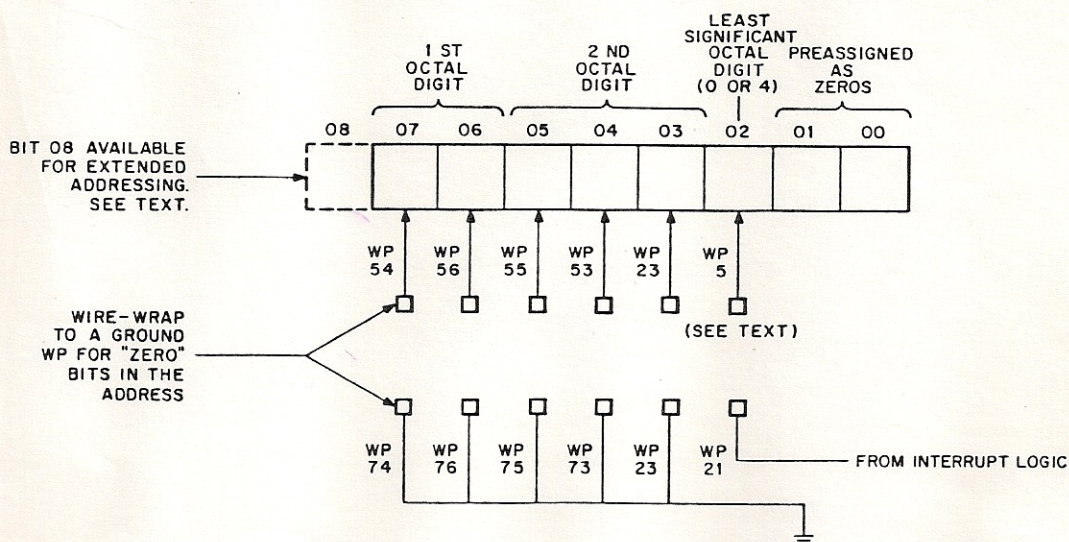 1 ST
OCTAL
DIGIT
2 ND
OCTAL
DIGIT
LEAST
SIGNIFICANT
OCTAL
DIGIT
(0 OR 4)
PREASSIGNED
AS
ZEROS
08 07 06 05 04 03 02 01 00
BIT 08 AVAILABLE
FOR EXTENDED
ADDRESSING.
SEE TEXT.
WP
54
WP
56
WP
55
WP
53
WP
23
WP
5
(SEE TEXT)
WIRE-WRAP
TO A GROUND
WP FOR "ZERO"
BITS IN THE
ADDRESS
WP
74
WP
76
WP
75
WP
73
WP
23
WP
21
FROM INTERRUPT LOGIC